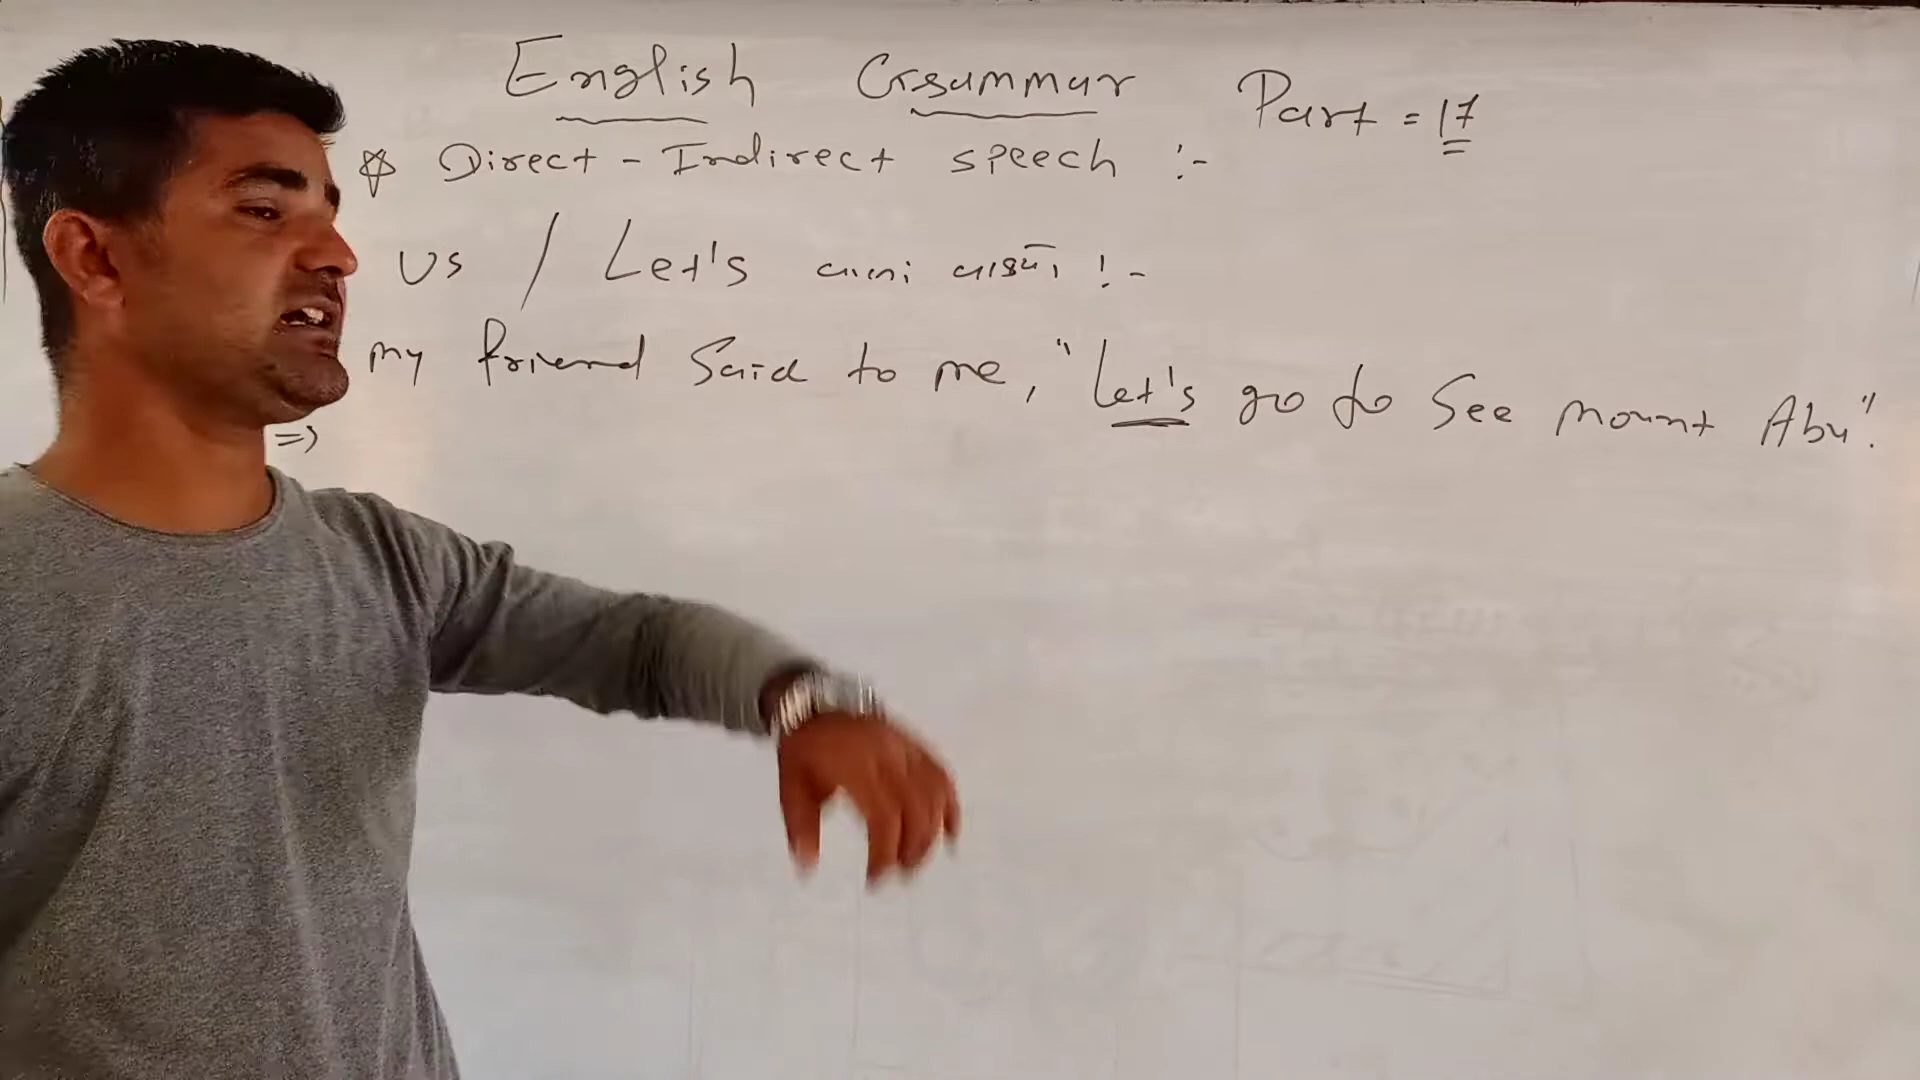 English Grammar Part = 17
☆ Direct - Indirect speech :-
us / Let's वाला वाक्य :-
my friend said to me, "Let's go to see mount Abu".
=>